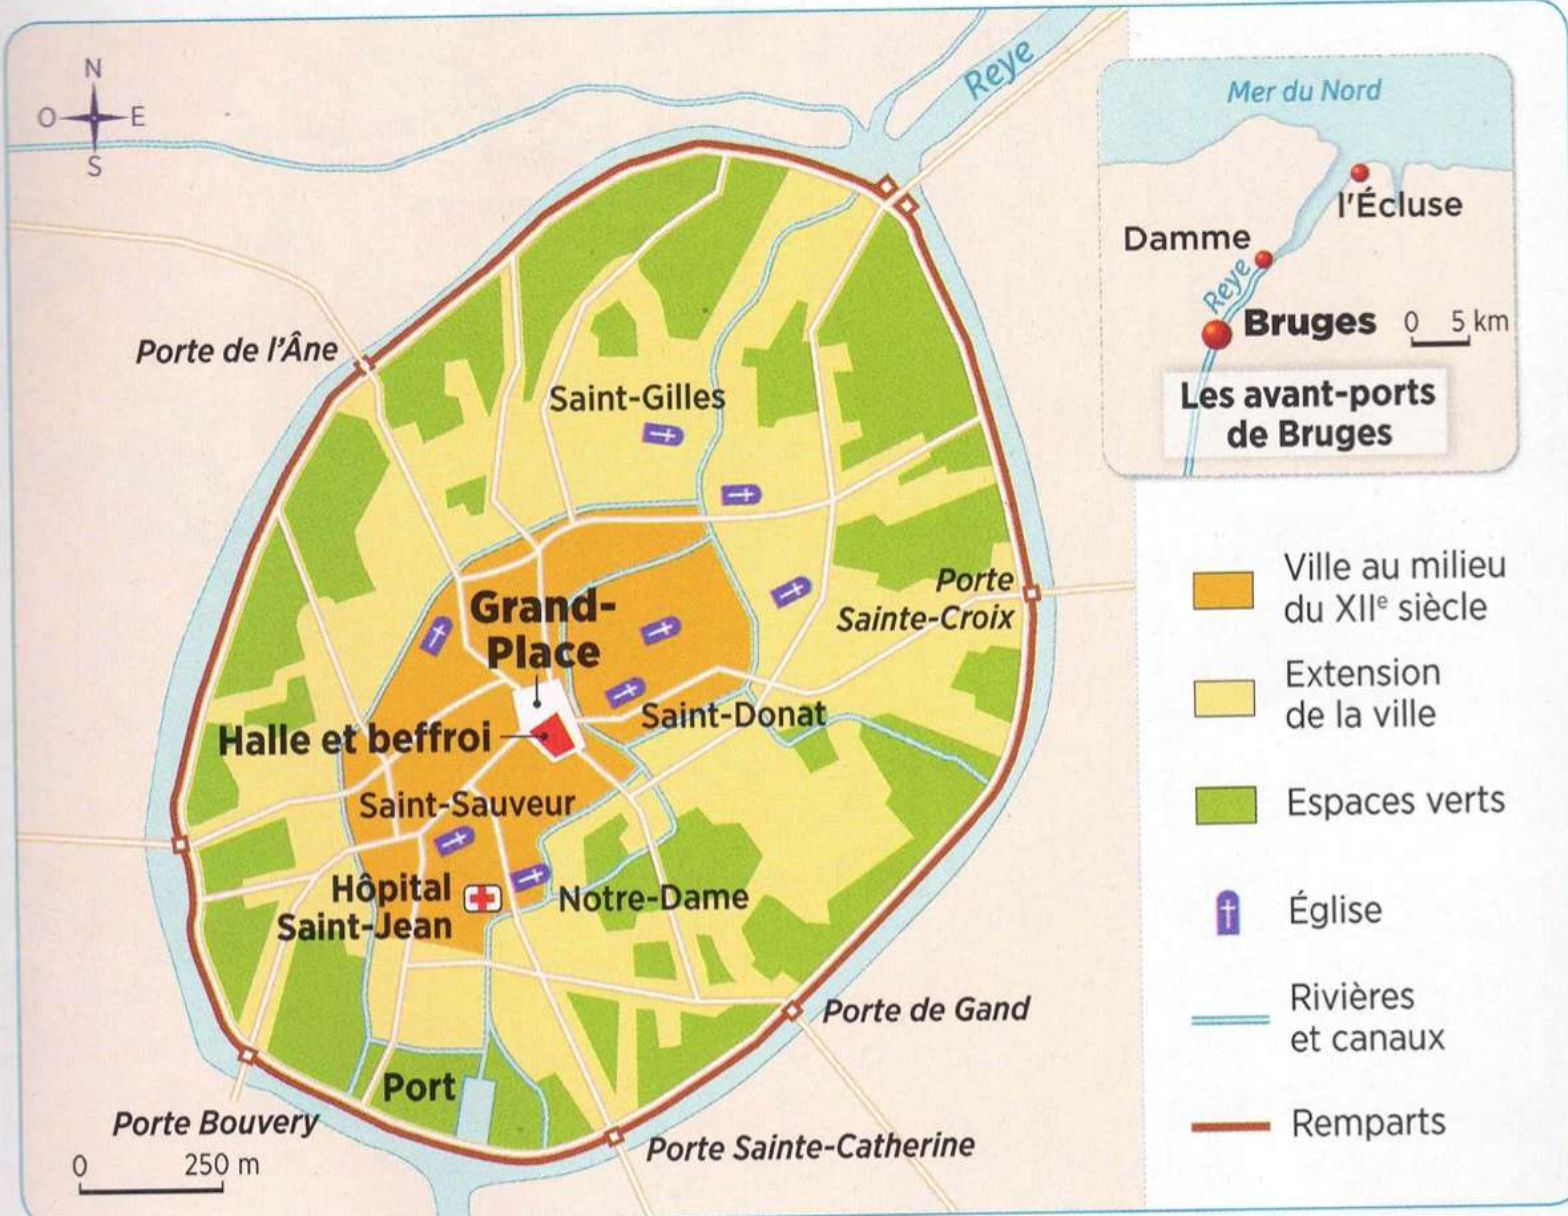 N
O
E
S
Reye
Mer du Nord
l'Écluse
Damme
Reye
Bruges
0 5 km
Les avant-ports
de Bruges
Porte de l'Âne
Saint-Gilles
Grand-
Place
Porte
Sainte-Croix
Halle et beffroi
Saint-Donat
Saint-Sauveur
Hôpital
Saint-Jean
Notre-Dame
Porte de Gand
Port
Porte Bouvery
Porte Sainte-Catherine
0 250 m
Ville au milieu
du XIIe siècle
Extension
de la ville
Espaces verts
Église
Rivières
et canaux
Remparts